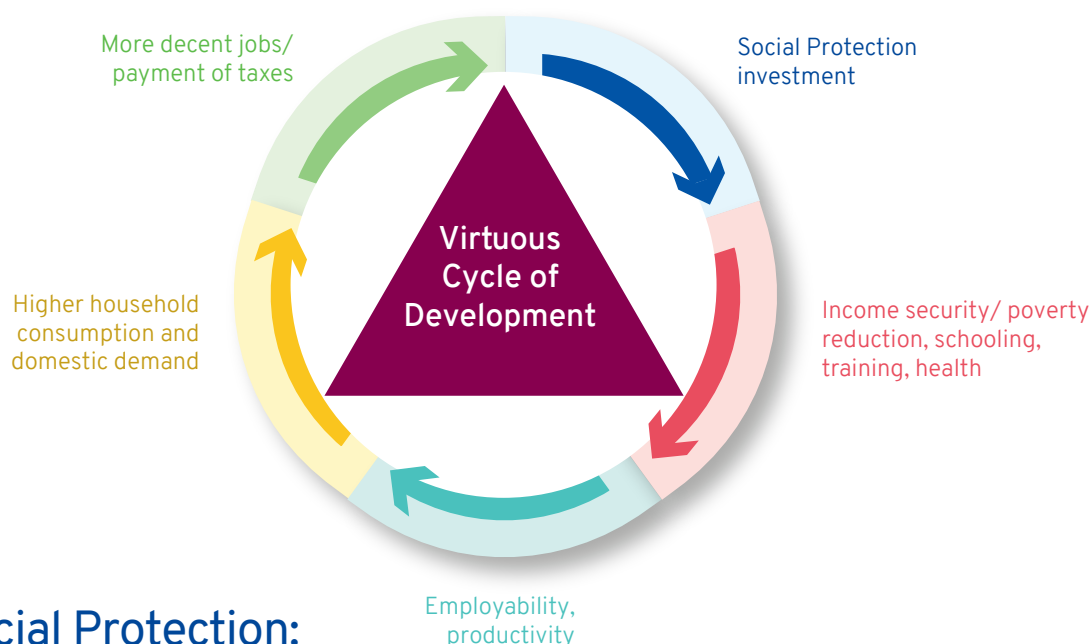 More decent jobs/
payment of taxes
Social Protection
investment
Virtuous
Cycle of
Development
Income security/ poverty
reduction, schooling,
training, health
Higher household
consumption and
domestic demand
Employability,
productivity
Protection: